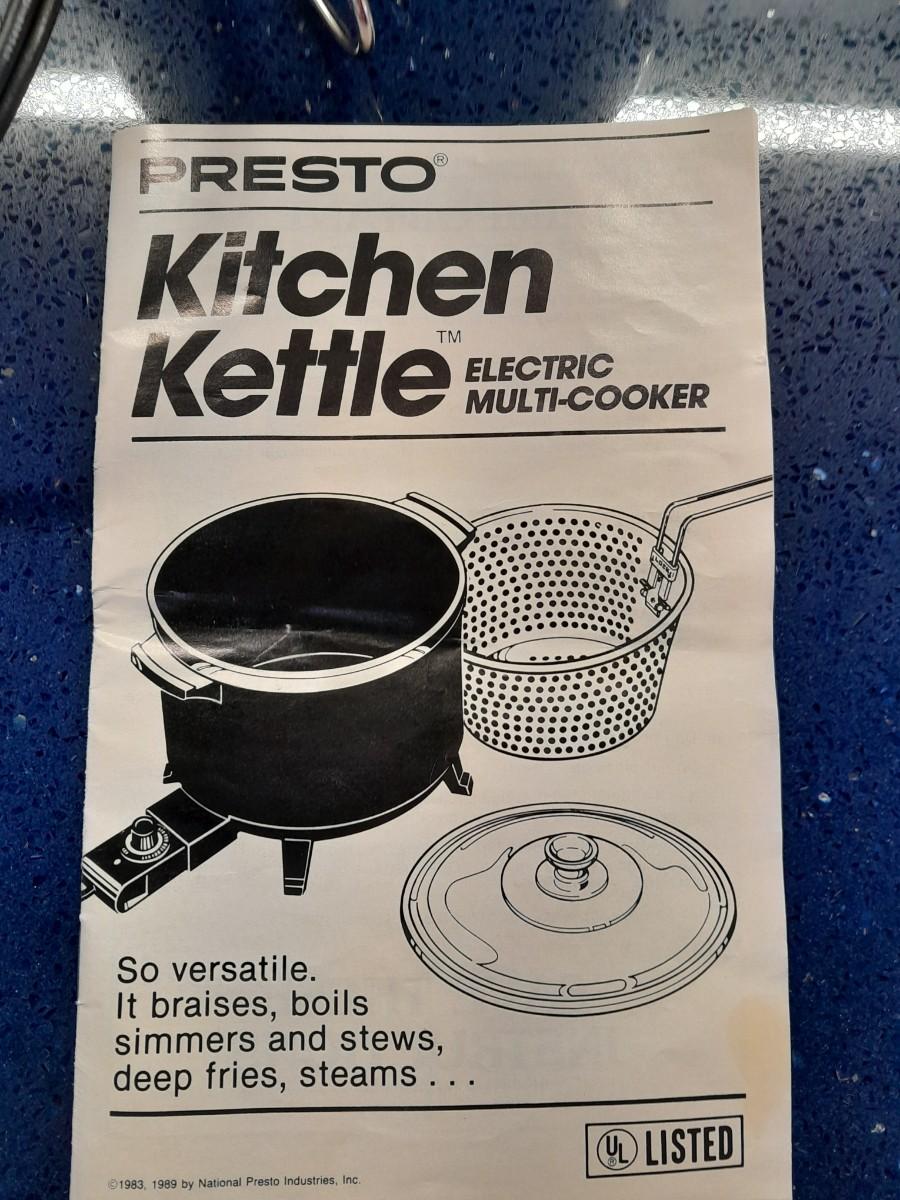 PRESTO®
Kitchen
Kettle™ ELECTRIC
MULTI-COOKER
So versatile.
It braises, boils
simmers and stews,
deep fries, steams . . .
UL® LISTED
©1983, 1989 by National Presto Industries, Inc.